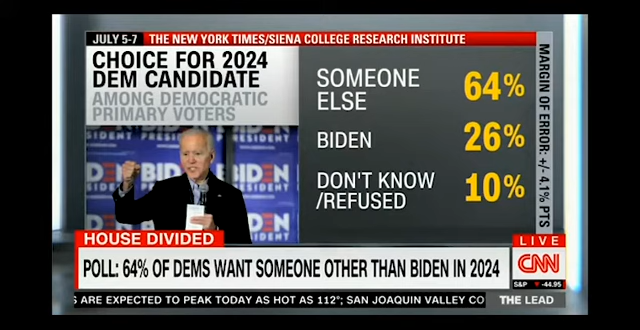 JULY 5-7 THE NEW YORK TIMES/SIENA COLLEGE RESEARCH INSTITUTE
CHOICE FOR 2024
DEM CANDIDATE
AMONG DEMOCRATIC
PRIMARY VOTERS
SOMEONE
ELSE 64%
BIDEN 26%
DON'T KNOW
/REFUSED 10%
MARGIN OF ERROR: +/- 4.1% PTS
BIDEN
PRESIDENT
HOUSE DIVIDED
POLL: 64% OF DEMS WANT SOMEONE OTHER THAN BIDEN IN 2024
LIVE
CNN
S&P ▼ -44.95
S ARE EXPECTED TO PEAK TODAY AS HOT AS 112°; SAN JOAQUIN VALLEY CO
THE LEAD